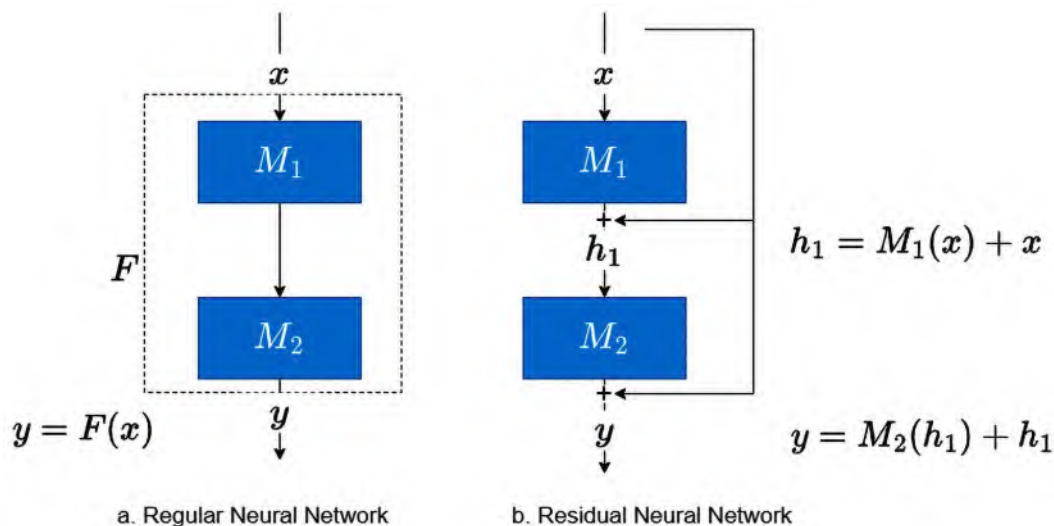 x
x
M₁
M₁
h₁
h₁ = M₁(x) + x
F
M₂
M₂
y
y
y = F(x)
y = M₂(h₁) + h₁
a. Regular Neural Network
b. Residual Neural Network